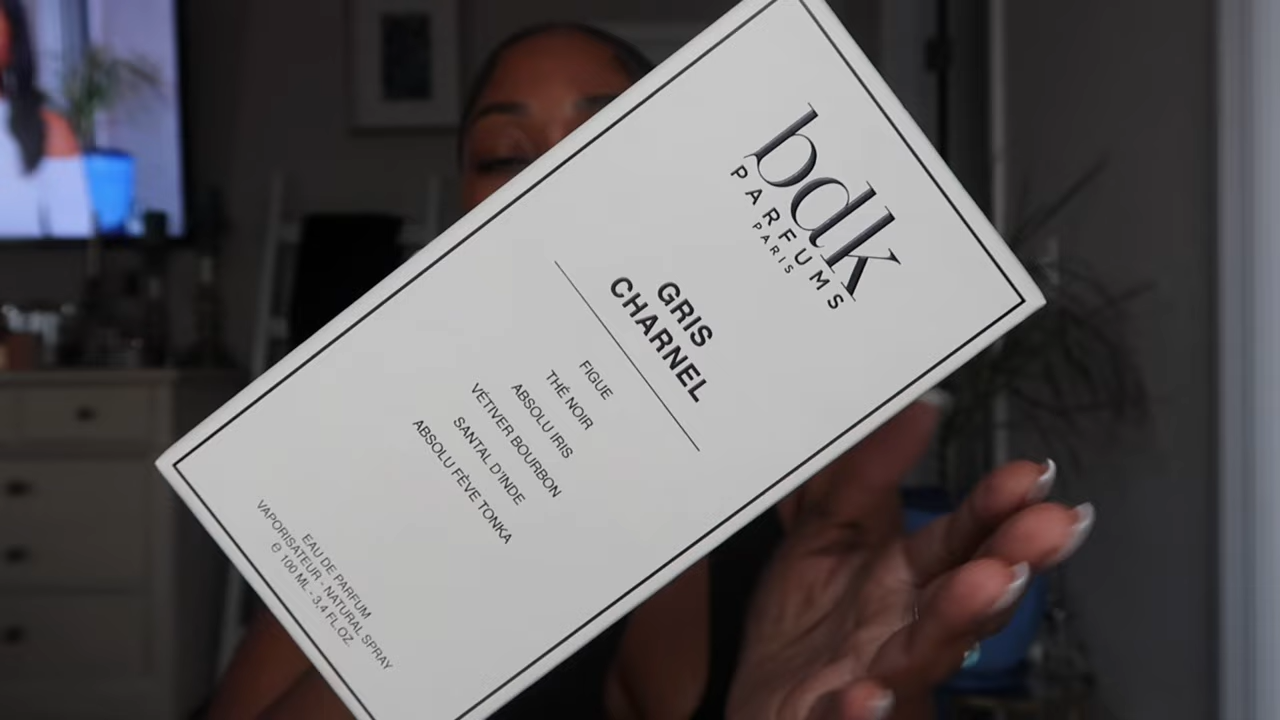 bdk
PARFUMS
PARIS
GRIS
CHARNEL
FIGUE
THÉ NOIR
ABSOLU IRIS
VÉTIVER BOURBON
SANTAL D'INDE
ABSOLU FÈVE TONKA
EAU DE PARFUM
VAPORISATEUR - NATURAL SPRAY
℮ 100 ML - 3.4 FL.OZ.